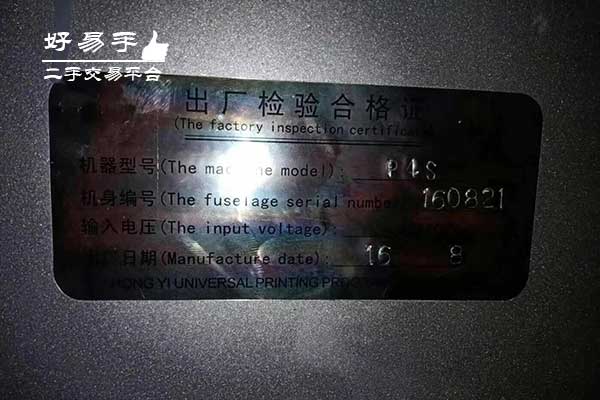 好易手
二手交易平台
出厂检验合格证
(The factory inspection certificate
机器型号(The machine model): P4S
机身编号(The fuselage serial number 160821
输入电压(The input voltage):
日期(Manufacture date): 16 8
HONG YI UNIVERSAL PRINTING